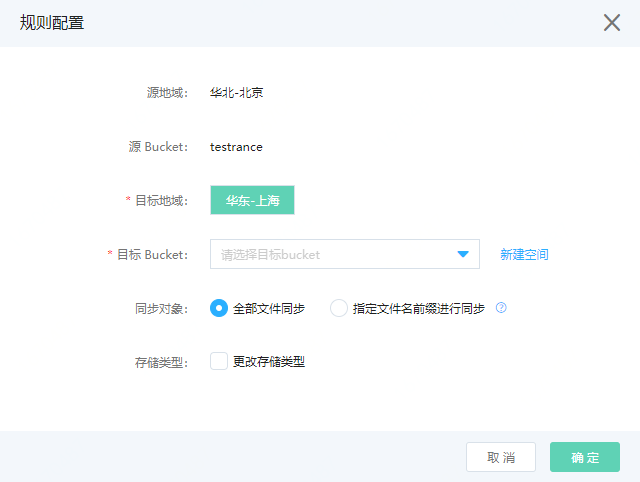 规则配置
源地域： 华北-北京
源 Bucket： testrance
* 目标地域： 华东-上海
* 目标 Bucket： 请选择目标bucket 新建空间
同步对象： 全部文件同步 指定文件名前缀进行同步 ?
存储类型： 更改存储类型
取 消 确 定